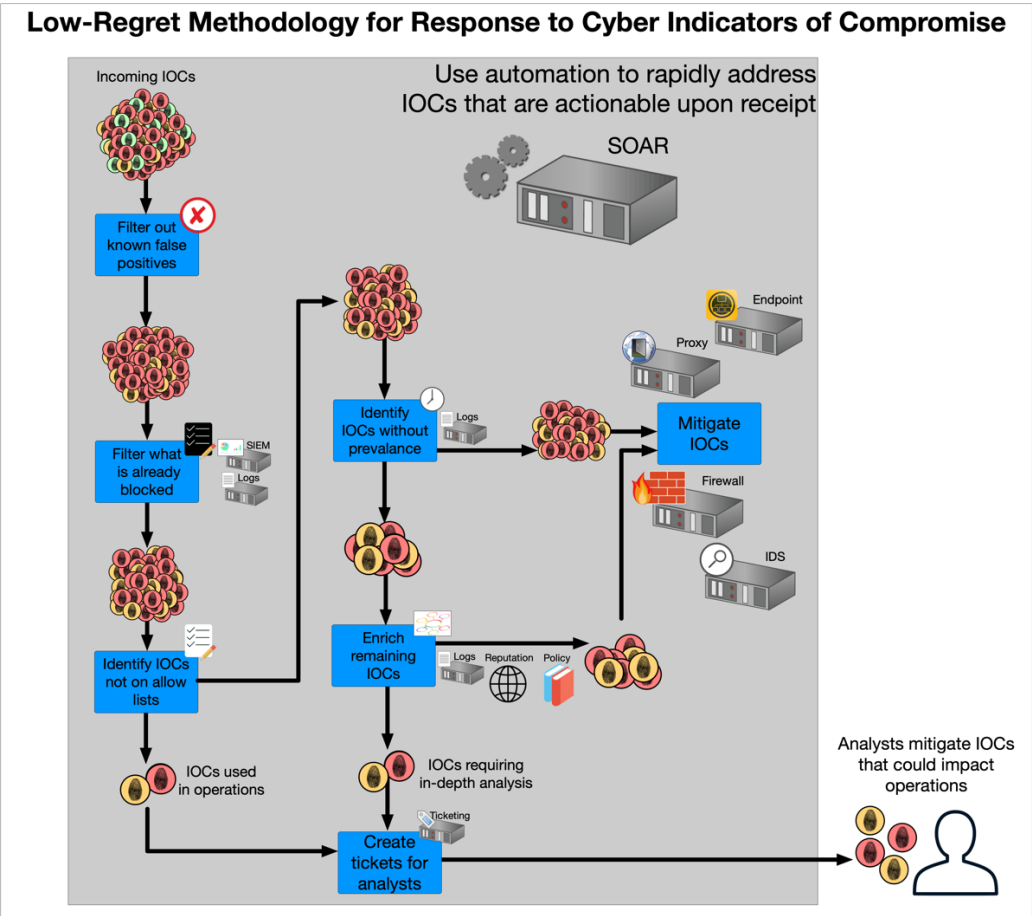 Low-Regret Methodology for Response to Cyber Indicators of Compromise
Incoming IOCs
Use automation to rapidly address
IOCs that are actionable upon receipt
SOAR
Filter out
known false
positives
Endpoint
Proxy
Identify
IOCs without
prevalance
Logs
Mitigate
IOCs
Filter what
is already
blocked
SIEM
Logs
Firewall
IDS
Identify IOCs
not on allow
lists
Enrich
remaining
IOCs
Logs
Reputation
Policy
IOCs used
in operations
IOCs requiring
in-depth analysis
Analysts mitigate IOCs
that could impact
operations
Ticketing
Create
tickets for
analysts